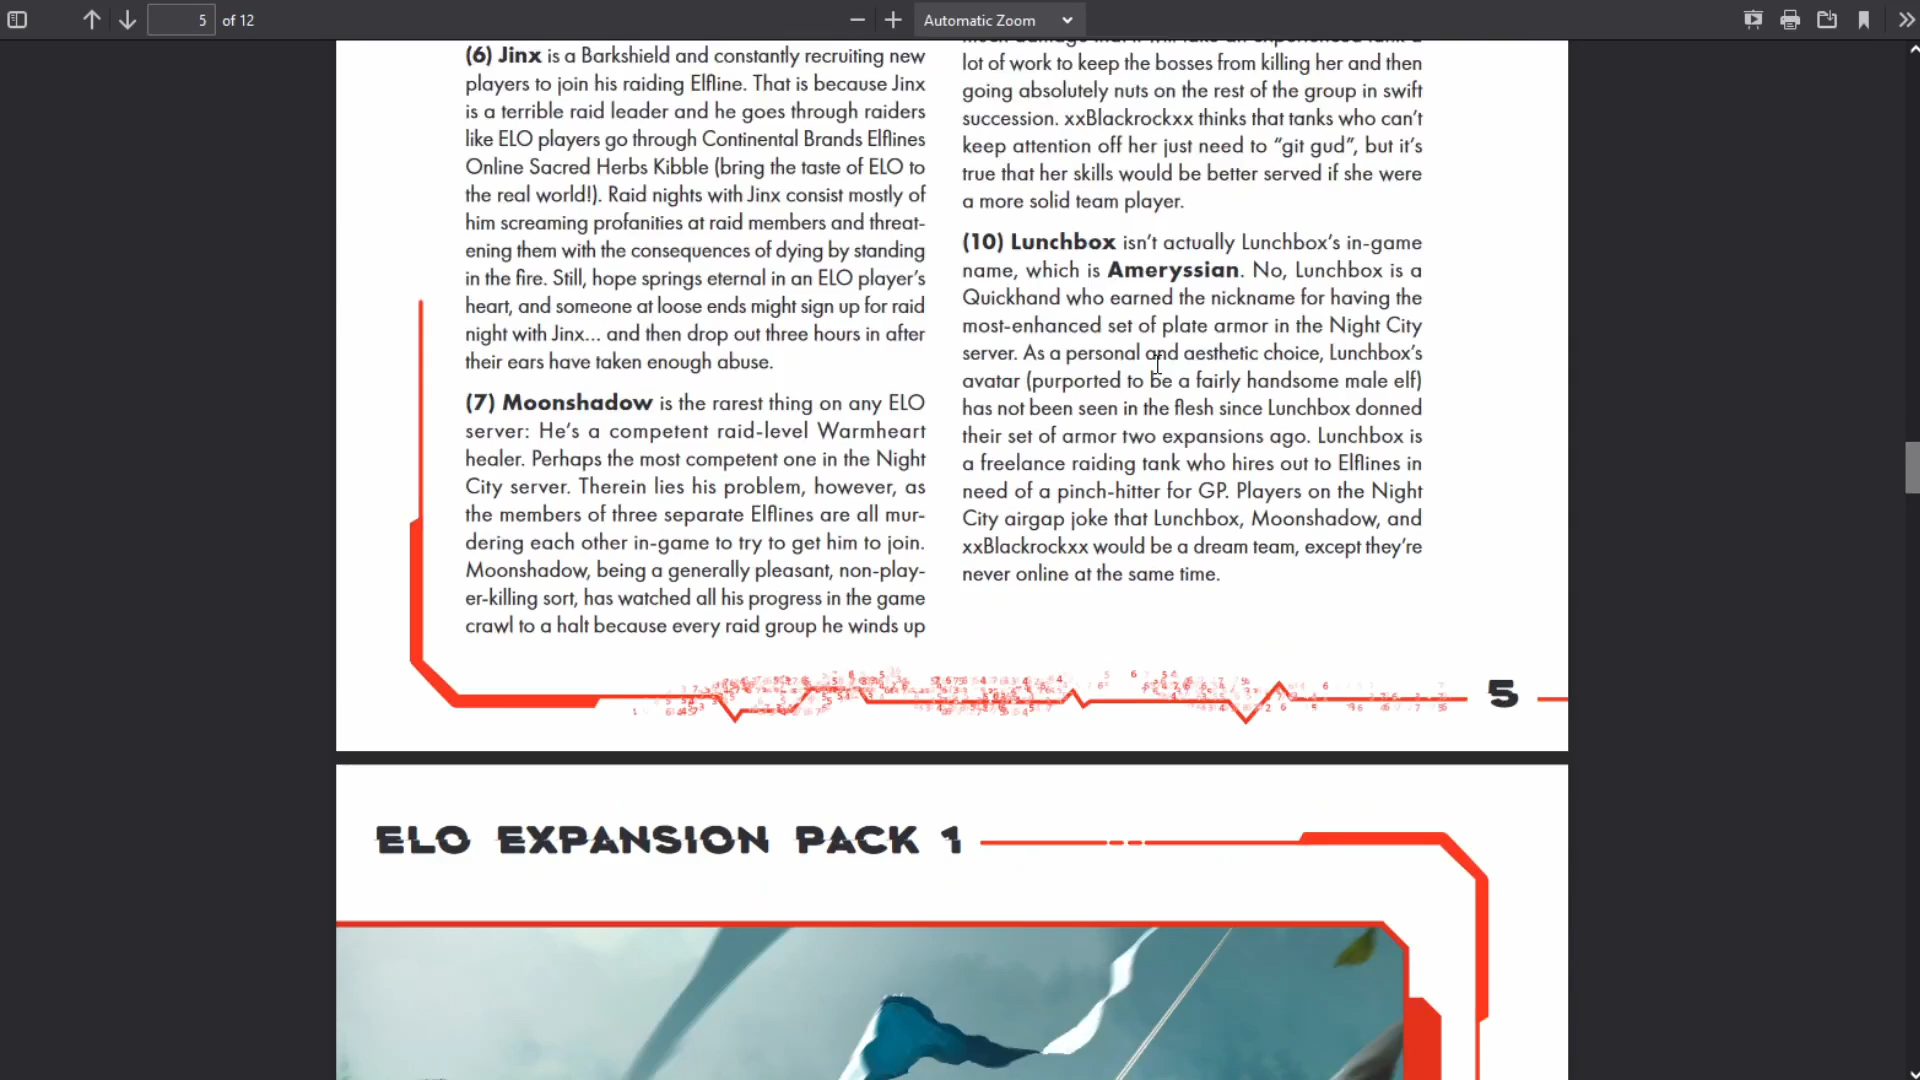 5 of 12
Automatic Zoom
(6) Jinx is a Barkshield and constantly recruiting new
players to join his raiding Elfline. That is because Jinx
is a terrible raid leader and he goes through raiders
like ELO players go through Continental Brands Elflines
Online Sacred Herbs Kibble (bring the taste of ELO to
the real world!). Raid nights with Jinx consist mostly of
him screaming profanities at raid members and threat-
ening them with the consequences of dying by standing
in the fire. Still, hope springs eternal in an ELO player's
heart, and someone at loose ends might sign up for raid
night with Jinx... and then drop out three hours in after
their ears have taken enough abuse.
(7) Moonshadow is the rarest thing on any ELO
server: He's a competent raid-level Warmheart
healer. Perhaps the most competent one in the Night
City server. Therein lies his problem, however, as
the members of three separate Elflines are all mur-
dering each other in-game to try to get him to join.
Moonshadow, being a generally pleasant, non-play-
er-killing sort, has watched all his progress in the game
crawl to a halt because every raid group he winds up
lot of work to keep the bosses from killing her and then
going absolutely nuts on the rest of the group in swift
succession. xxBlackrockxx thinks that tanks who can't
keep attention off her just need to "git gud", but it's
true that her skills would be better served if she were
a more solid team player.
(10) Lunchbox isn't actually Lunchbox's in-game
name, which is Ameryssian. No, Lunchbox is a
Quickhand who earned the nickname for having the
most-enhanced set of plate armor in the Night City
server. As a personal and aesthetic choice, Lunchbox's
avatar (purported to be a fairly handsome male elf)
has not been seen in the flesh since Lunchbox donned
their set of armor two expansions ago. Lunchbox is
a freelance raiding tank who hires out to Elflines in
need of a pinch-hitter for GP. Players on the Night
City airgap joke that Lunchbox, Moonshadow, and
xxBlackrockxx would be a dream team, except they're
never online at the same time.
5
ELO EXPANSION PACK 1